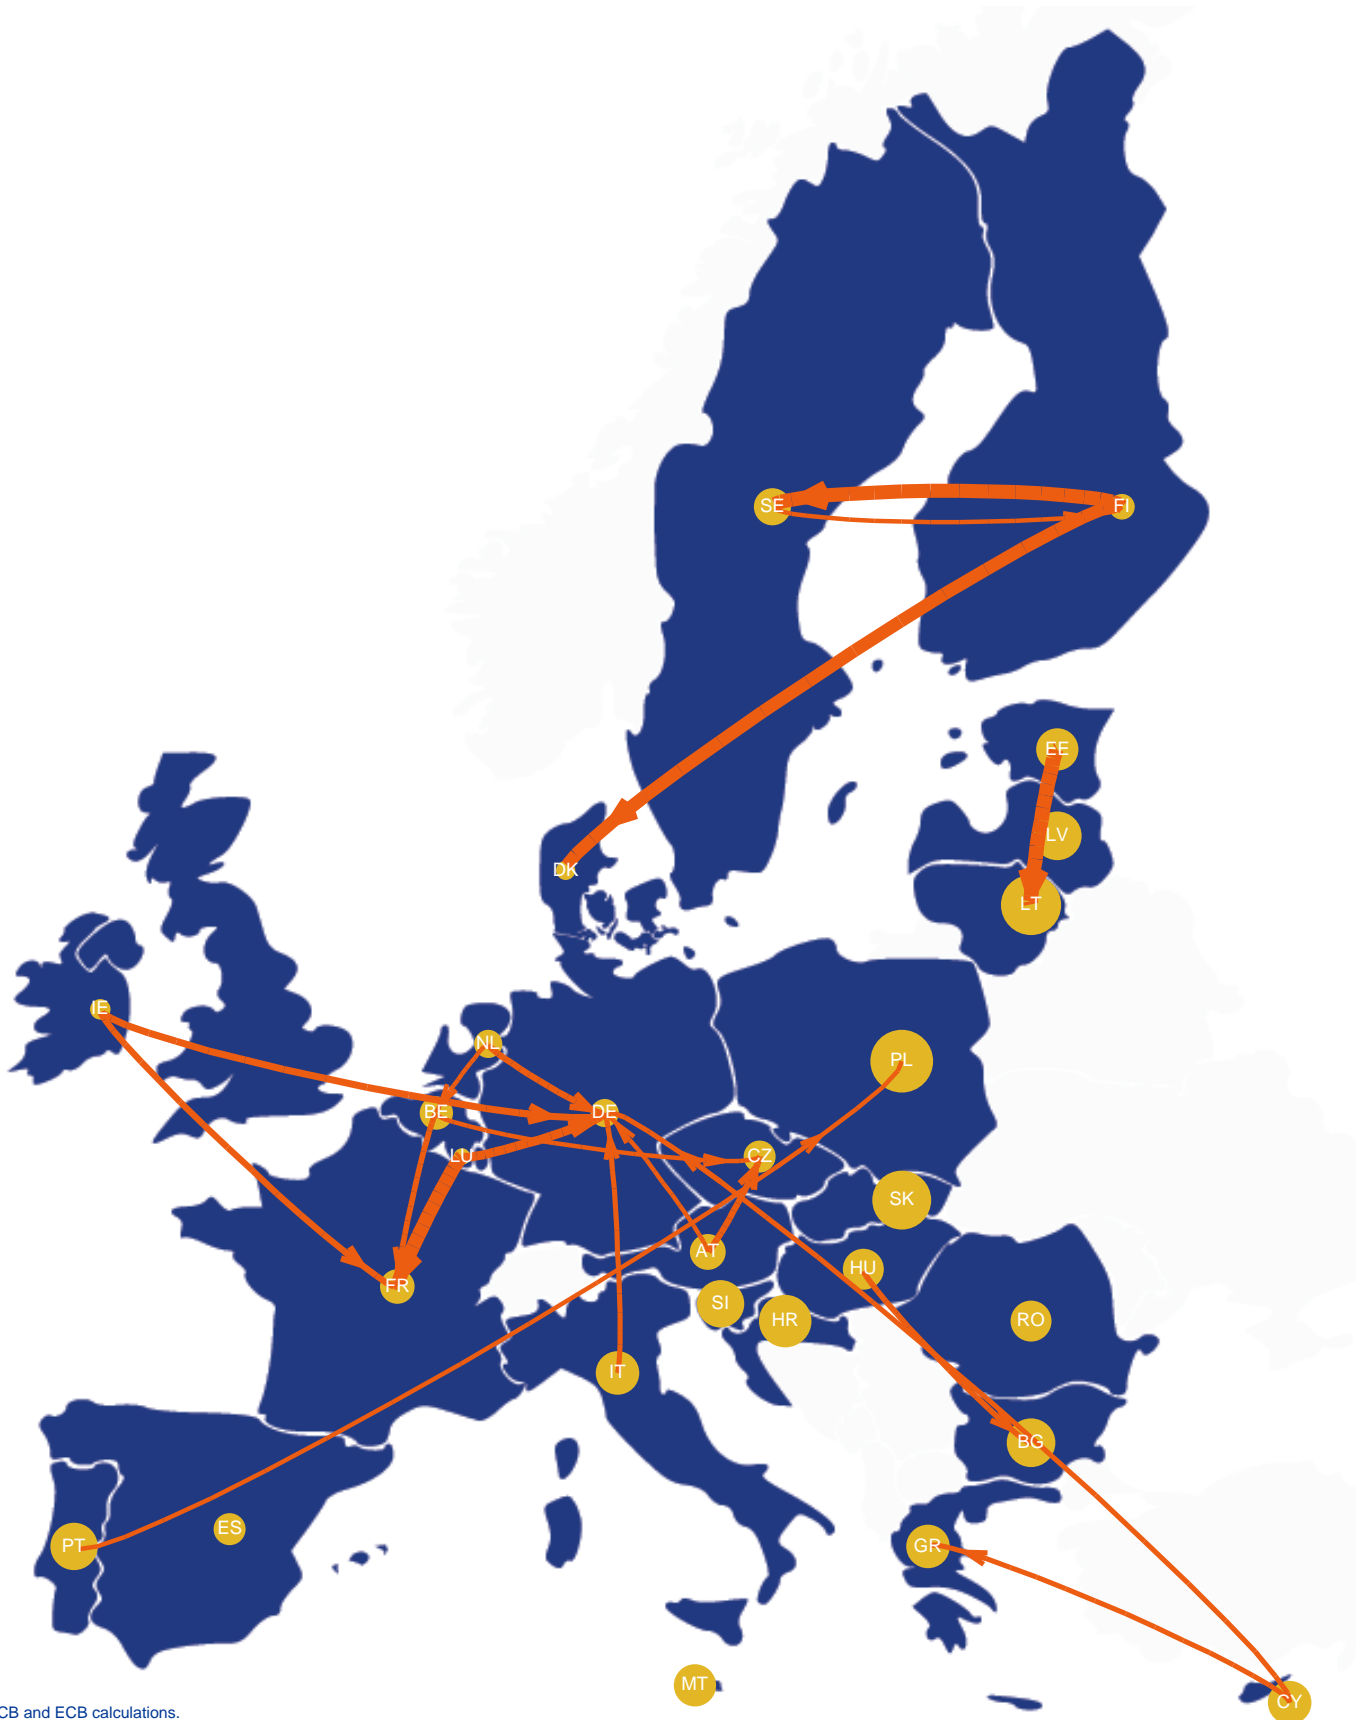 SE
FI
EE
LV
DK
LT
IE
NL
PL
BE
DE
LU
CZ
SK
AT
HU
FR
SI
HR
RO
IT
BG
ES
PT
GR
MT
CY
CB and ECB calculations.